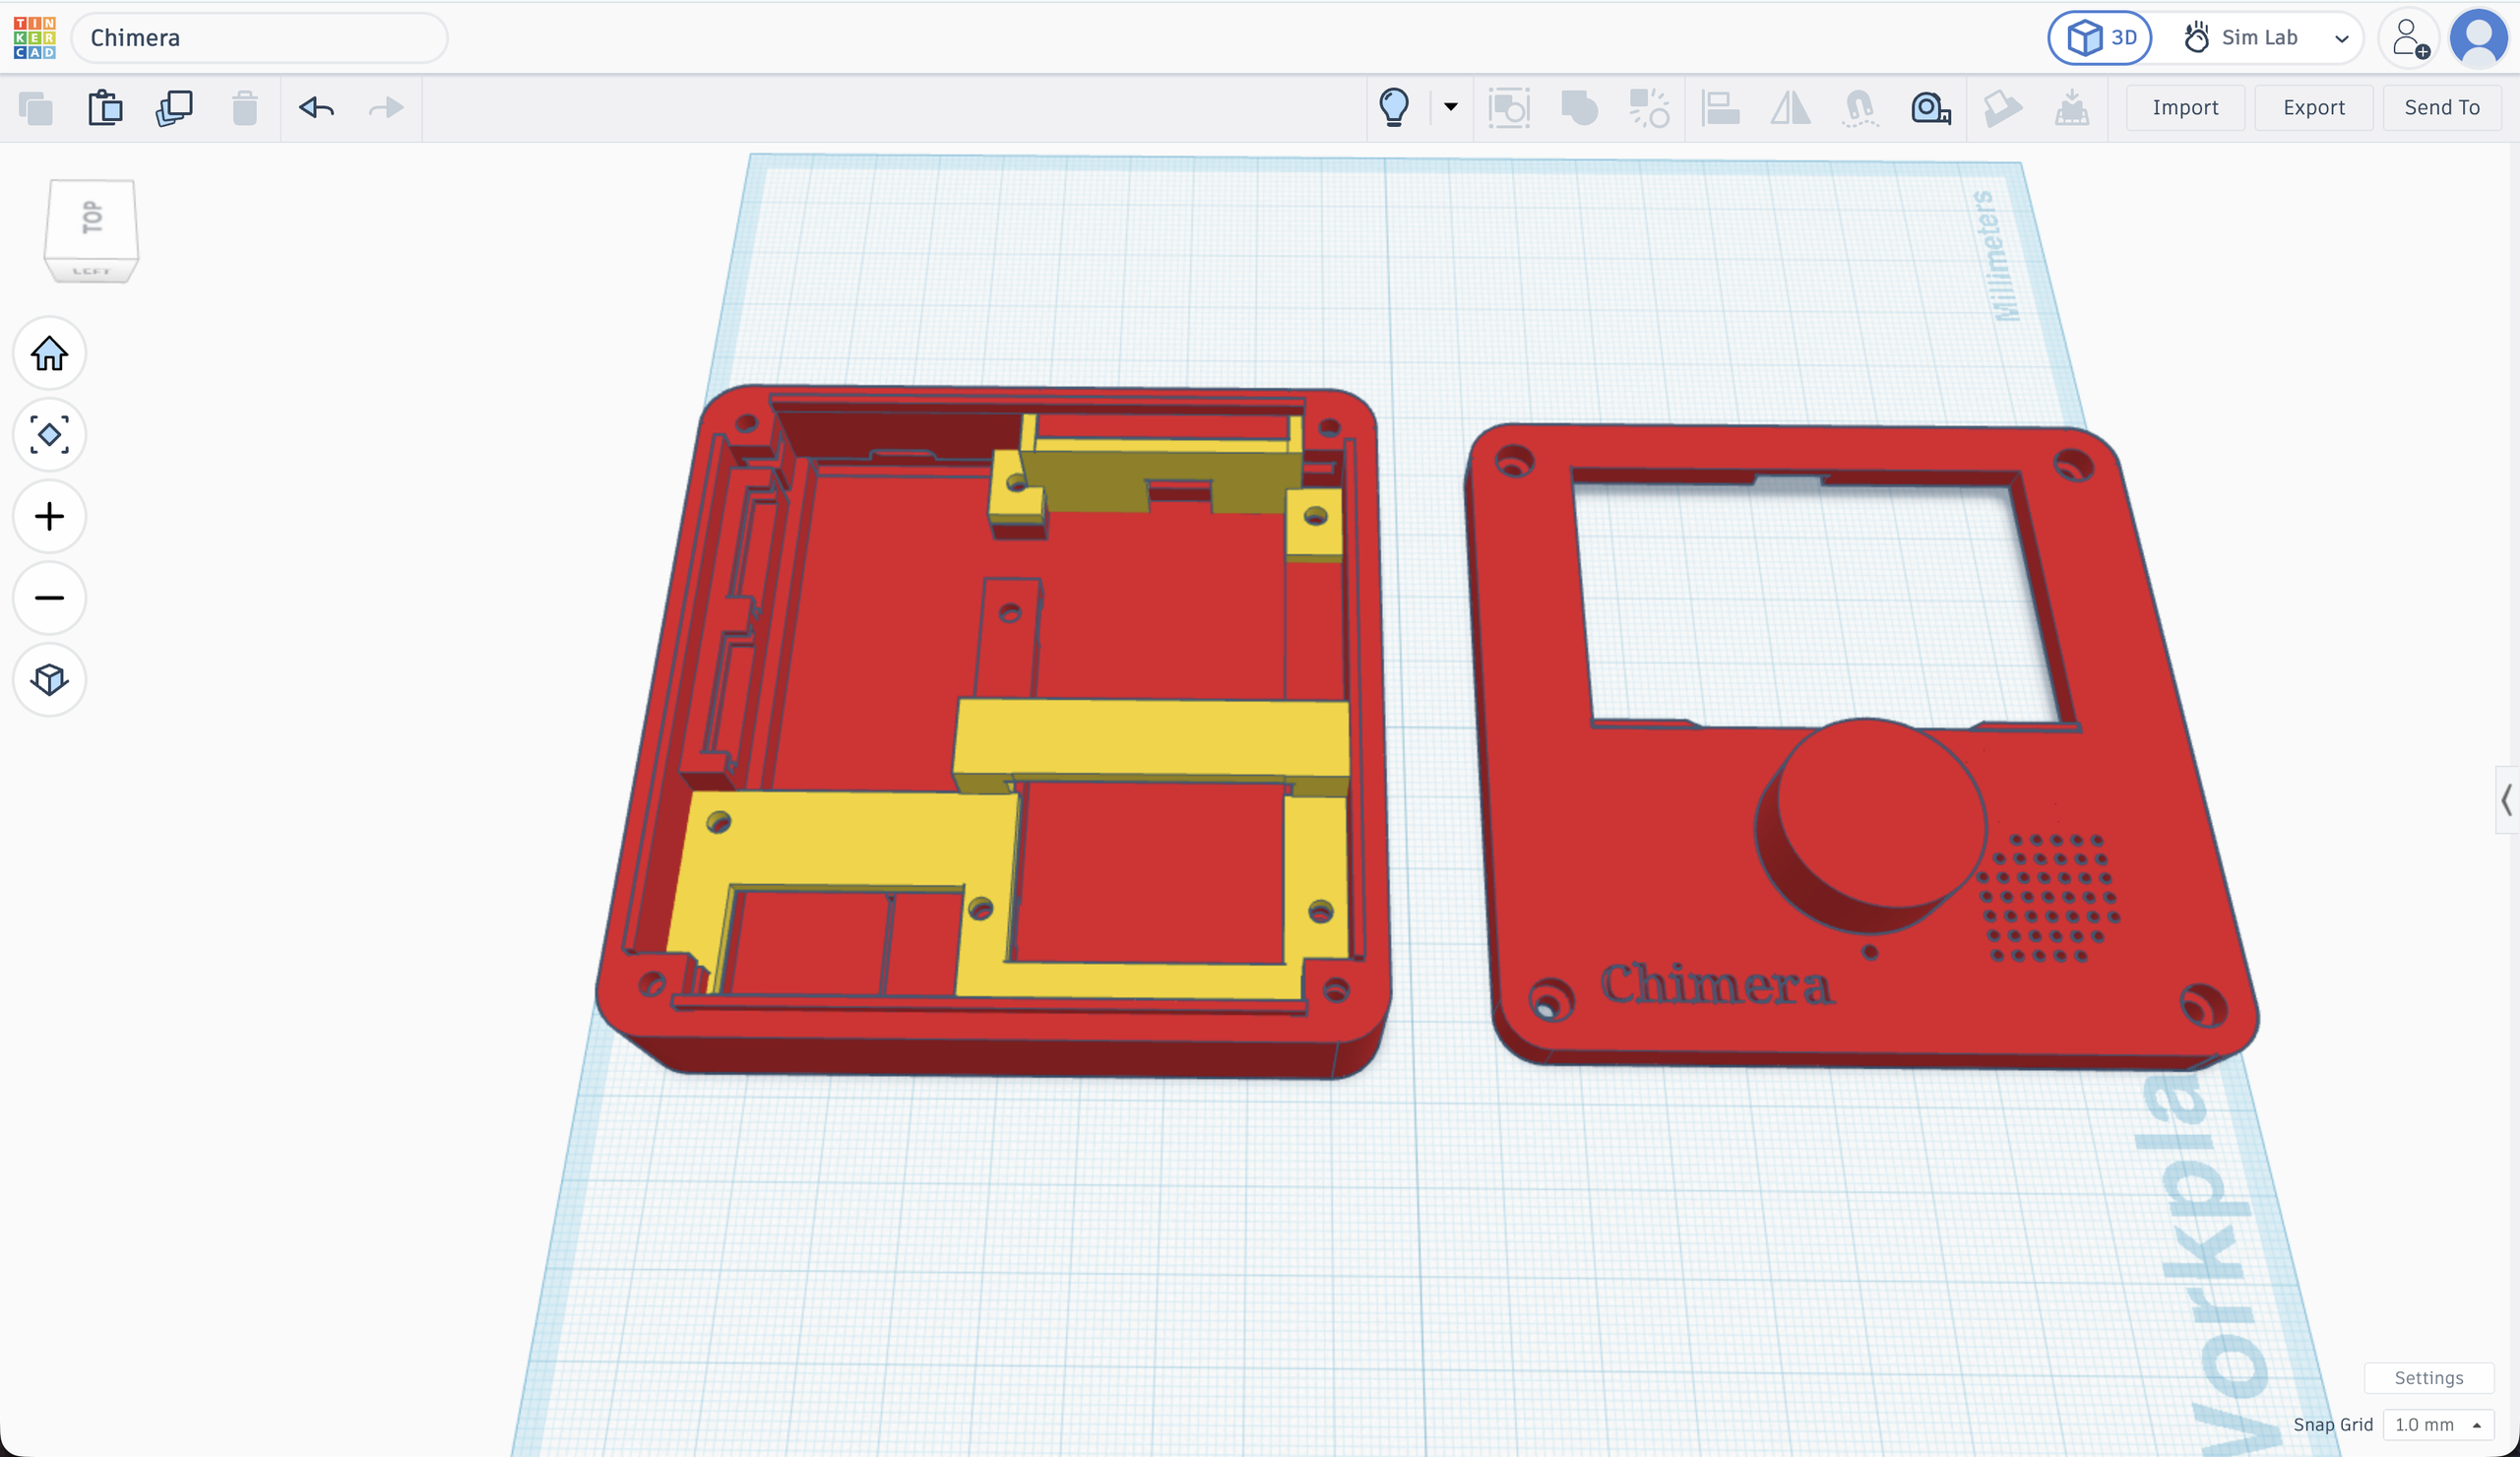 TIN
KER
CAD
Chimera
3D
Sim Lab
Import
Export
Send To
TOP
LEFT
Millimeters
Chimera
Workpla
Settings
Snap Grid
1.0 mm